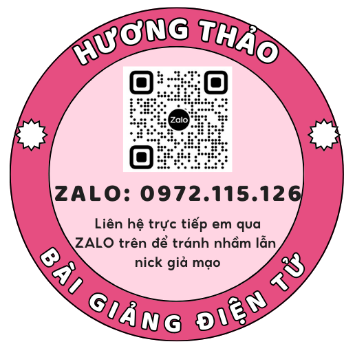 HƯƠNG THẢO
Zalo
ZALO: 0972.115.126
Liên hệ trực tiếp em qua
ZALO trên để tránh nhầm lẫn
nick giả mạo
BÀI GIẢNG ĐIỆN TỬ